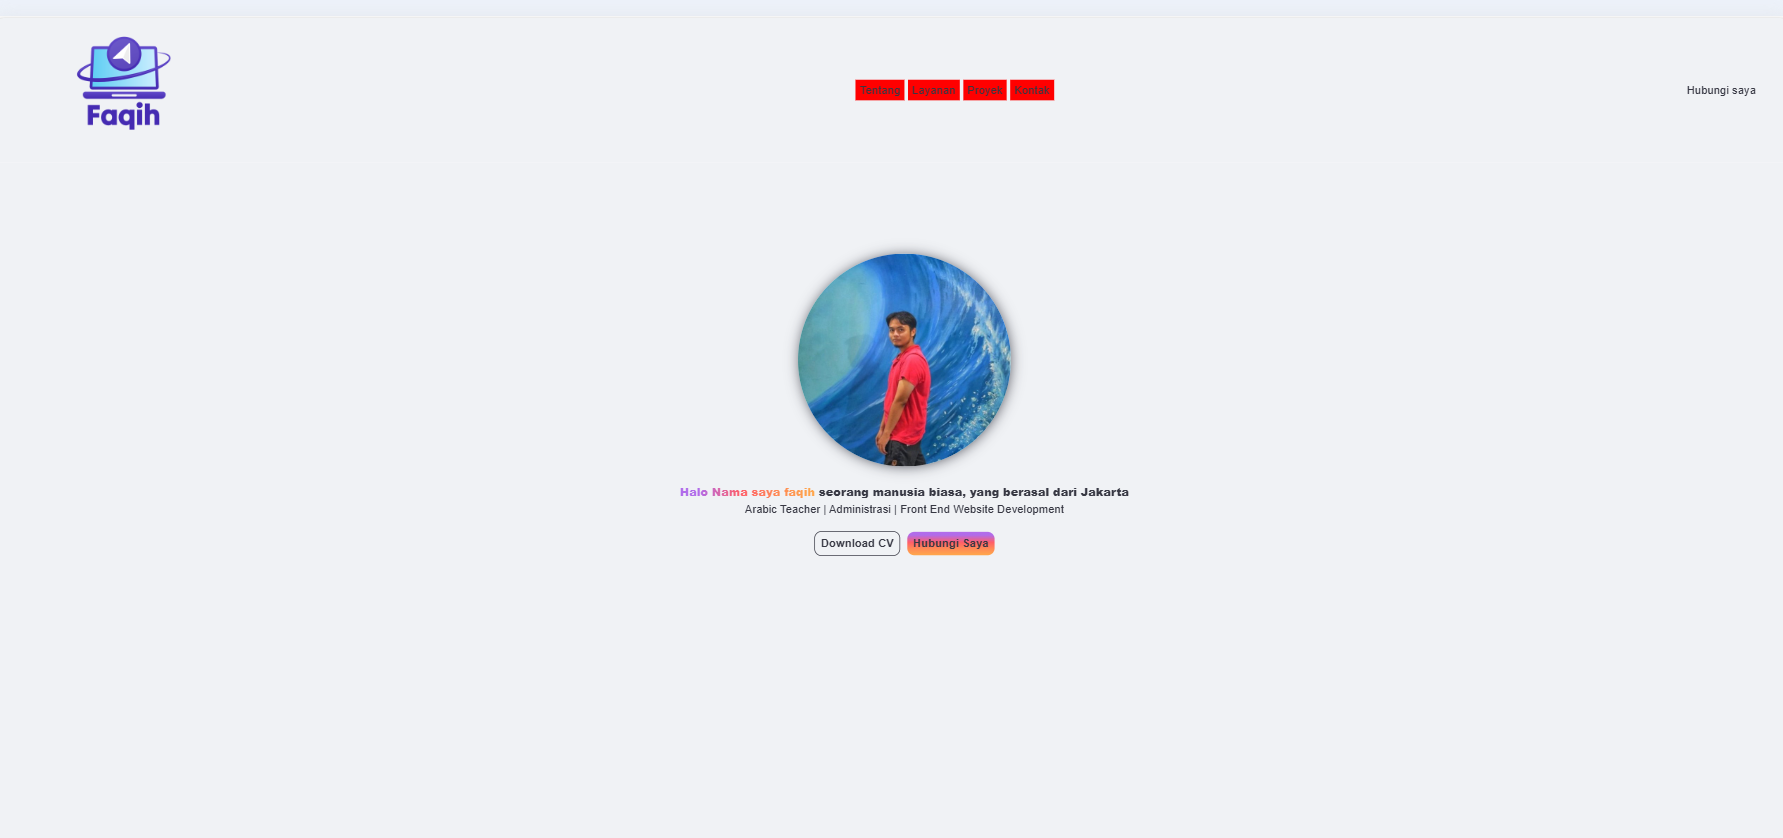 Faqih
Tentang Layanan Proyek Kontak
Hubungi saya
Halo Nama saya faqih seorang manusia biasa, yang berasal dari Jakarta
Arabic Teacher | Administrasi | Front End Website Development
Download CV Hubungi Saya